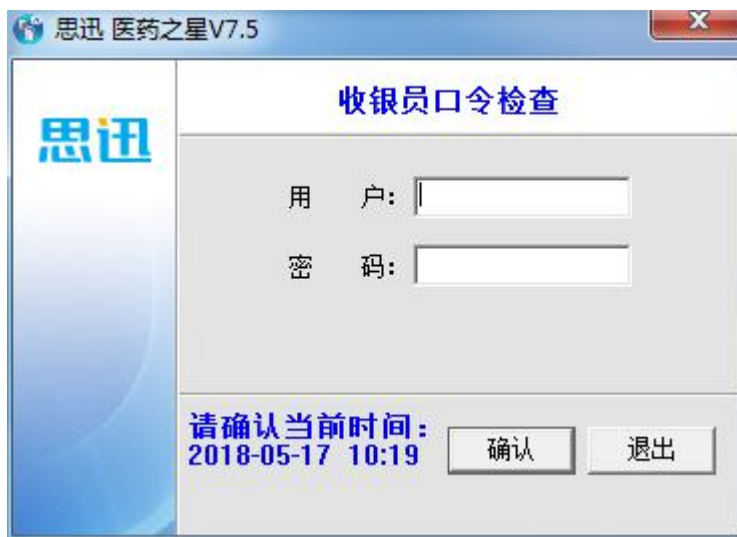 思迅 医药之星V7.5
思迅
收银员口令检查
用 户:
密 码:
请确认当前时间:
2018-05-17 10:19
确认
退出